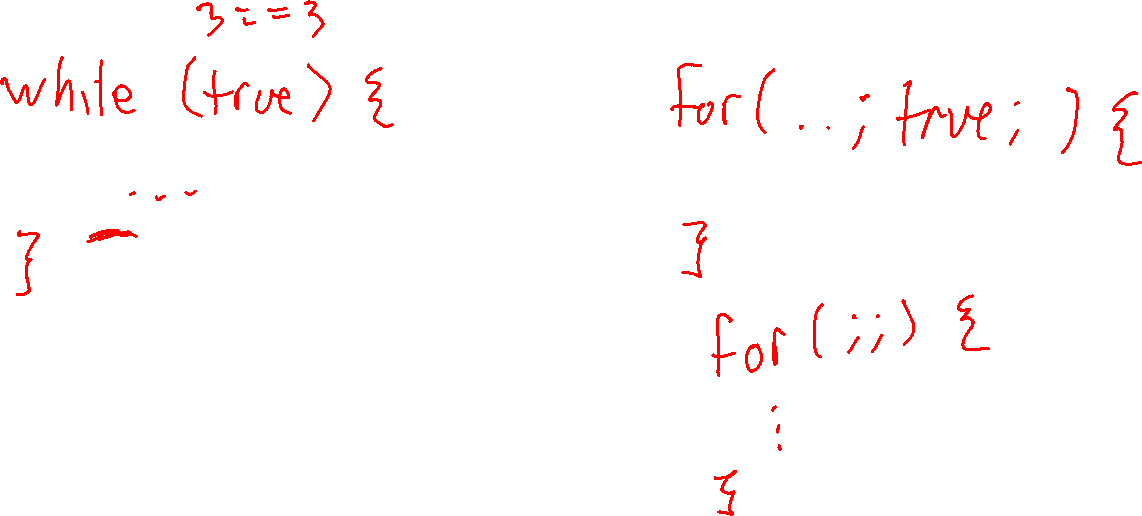 3 == 3
while (true) {
...
}
for(..; true; ) {
}
for(;;) {
⋮
}